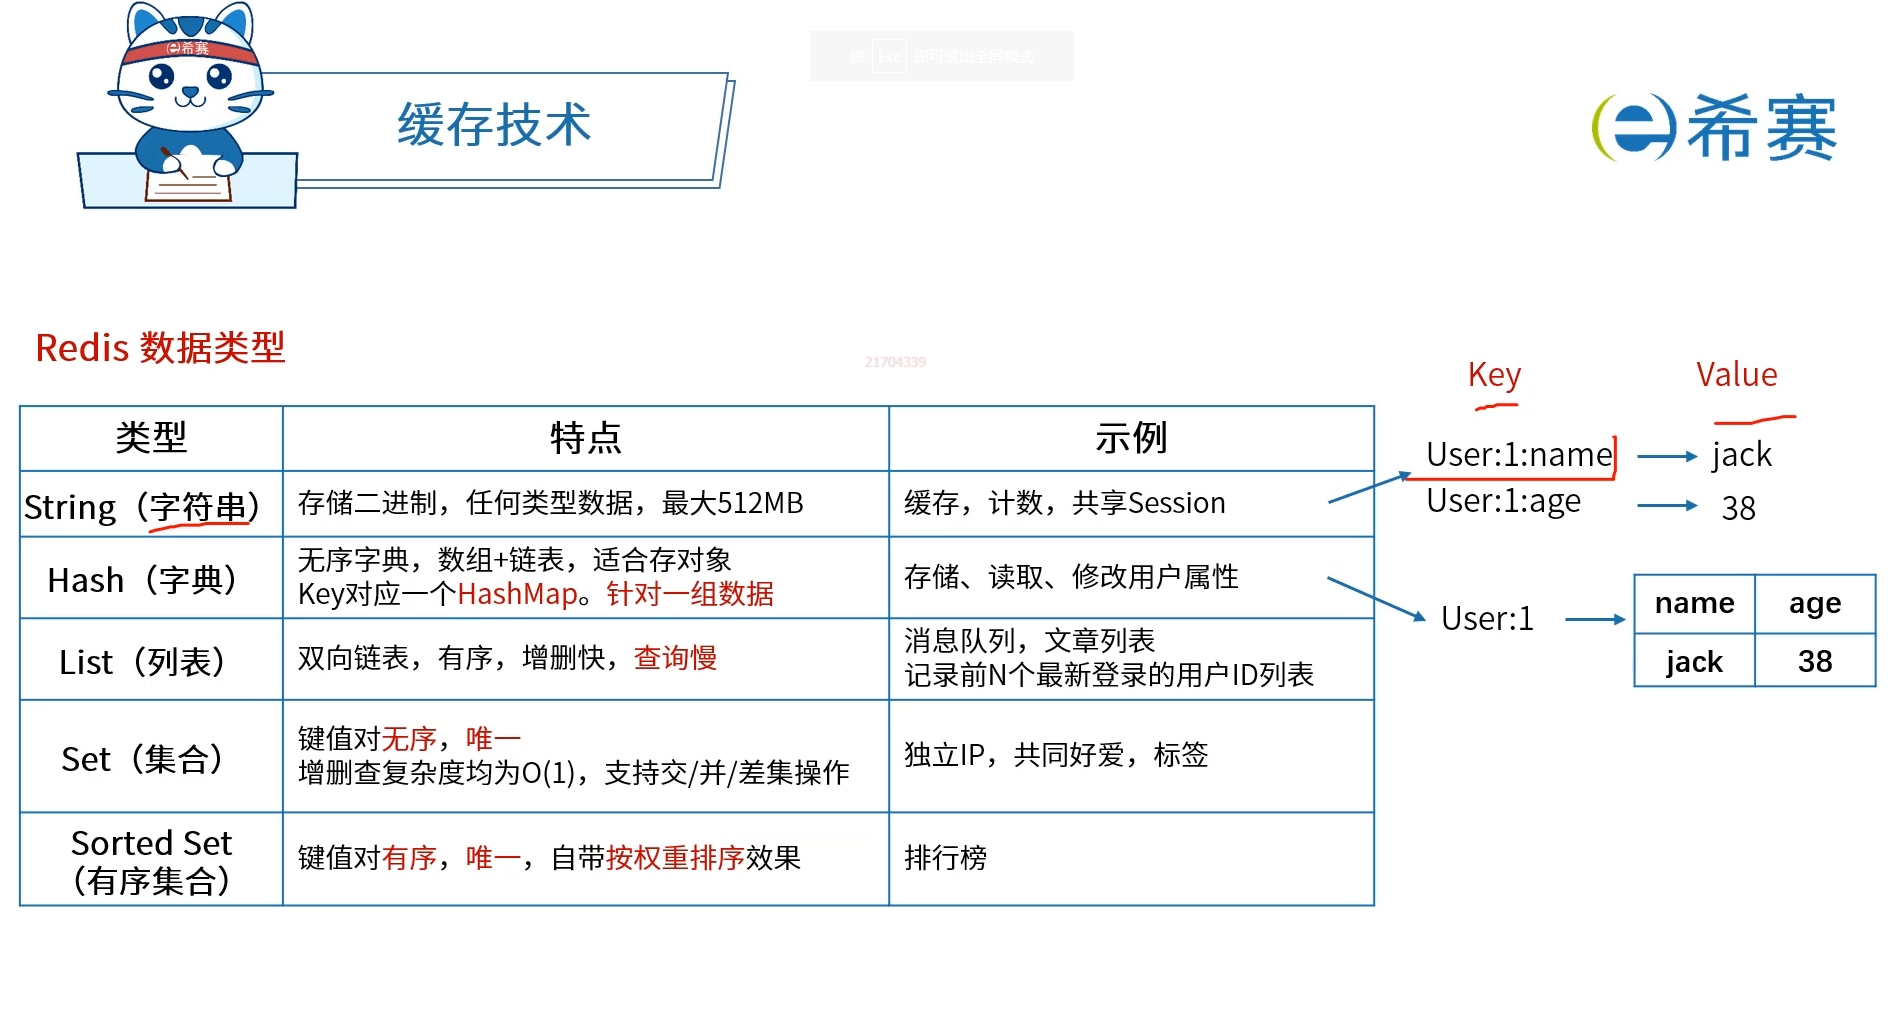 希赛
按 Esc 即可退出全屏模式
缓存技术
希赛
Redis 数据类型
21704339
类型 特点 示例
String（字符串） 存储二进制，任何类型数据，最大512MB 缓存，计数，共享Session
Hash（字典） 无序字典，数组+链表，适合存对象
Key对应一个HashMap。针对一组数据
存储、读取、修改用户属性
List（列表） 双向链表，有序，增删快，查询慢
消息队列，文章列表
记录前N个最新登录的用户ID列表
Set（集合）
键值对无序，唯一
增删查复杂度均为O(1)，支持交/并/差集操作
独立IP，共同好爱，标签
Sorted Set
（有序集合）
键值对有序，唯一，自带按权重排序效果
排行榜
Key Value
User:1:name jack
User:1:age 38
User:1
name age
jack 38